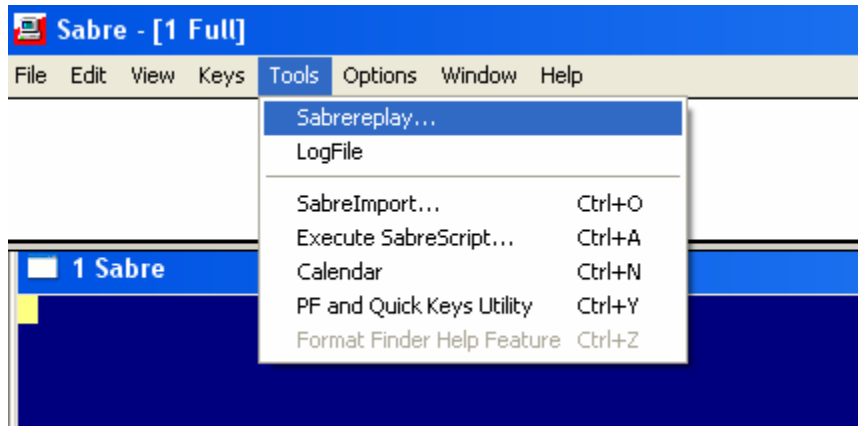 Sabre - [1 Full]
File Edit View Keys Tools Options Window Help
Sabrereplay...
LogFile
SabreImport... Ctrl+O
Execute SabreScript... Ctrl+A
Calendar Ctrl+N
PF and Quick Keys Utility Ctrl+Y
Format Finder Help Feature Ctrl+Z
1 Sabre